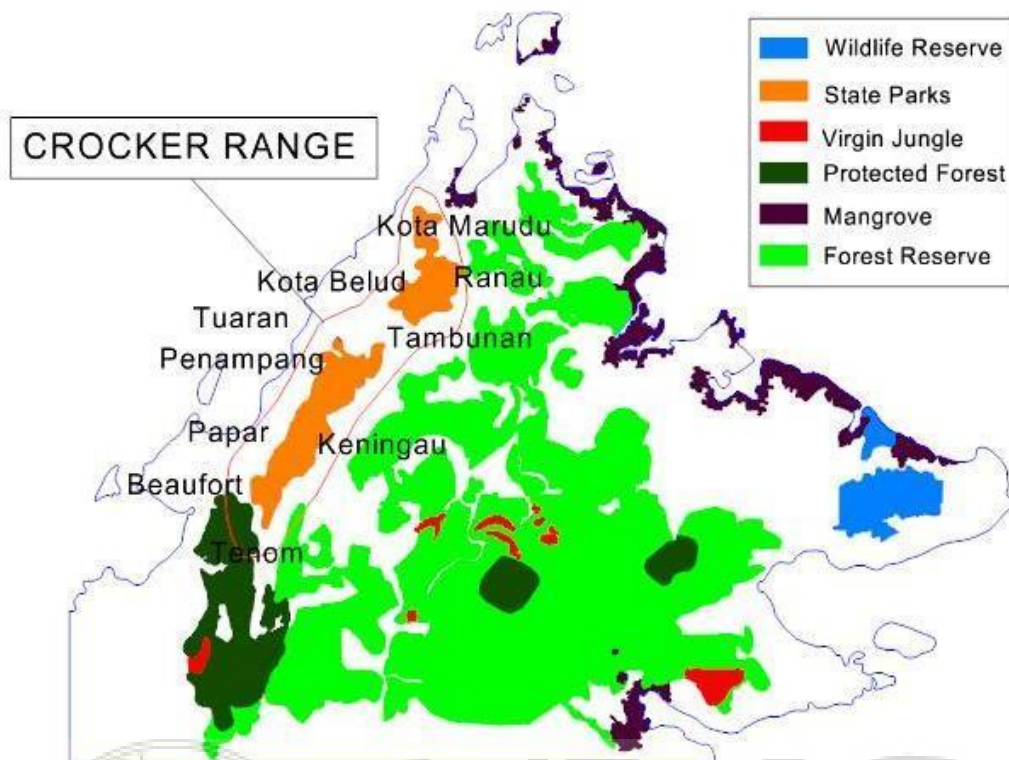 Wildlife Reserve
State Parks
Virgin Jungle
Protected Forest
Mangrove
Forest Reserve
CROCKER RANGE
Kota Marudu
Kota Belud
Ranau
Tuaran
Tambunan
Penampang
Papar
Keningau
Beaufort
Tenom